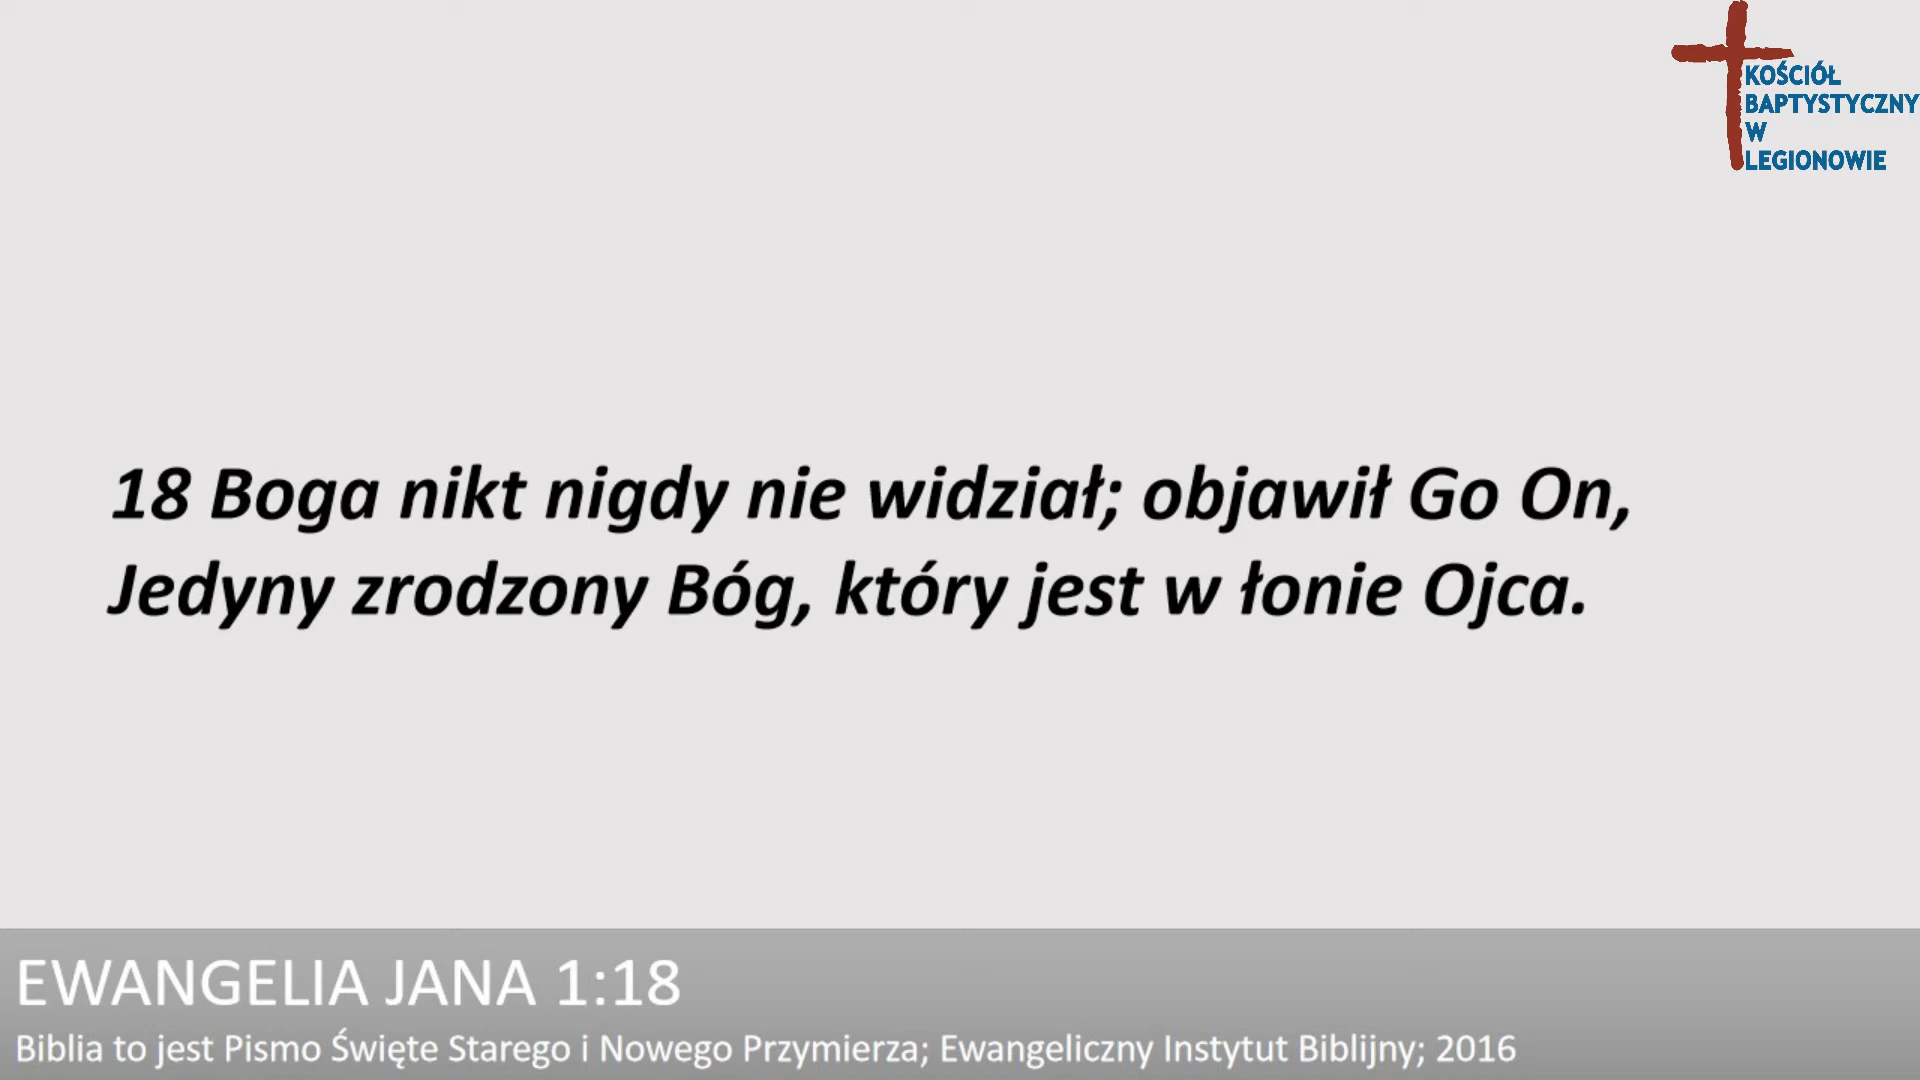 KOŚCIÓŁ
BAPTYSTYCZNY
W
LEGIONOWIE
18 Boga nikt nigdy nie widział; objawił Go On,
Jedyny zrodzony Bóg, który jest w łonie Ojca.
EWANGELIA JANA 1:18
Biblia to jest Pismo Święte Starego i Nowego Przymierza; Ewangeliczny Instytut Biblijny; 2016